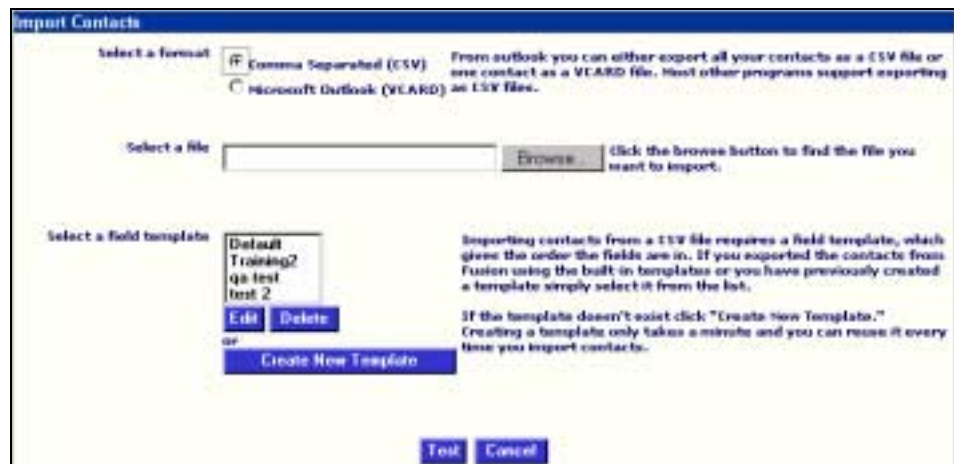 Import Contacts
Select a format
Comma Separated (CSV)
Microsoft Outlook (VCARD)
From outlook you can either export all your contacts as a CSV file or
one contact as a VCARD file. Most other programs support exporting
as CSV files.
Select a file
Browse...
Click the browse button to find the file you
want to import.
Select a field template
Default
Training2
qa test
test 2
Edit
Delete
or
Create New Template
Importing contacts from a CSV file requires a field template, which
gives the order the fields are in. If you exported the contacts from
Fusion using the built-in templates or you have previously created
a template simply select it from the list.
If the template doesn't exist click "Create New Template."
Creating a template only takes a minute and you can reuse it every
time you import contacts.
Test
Cancel